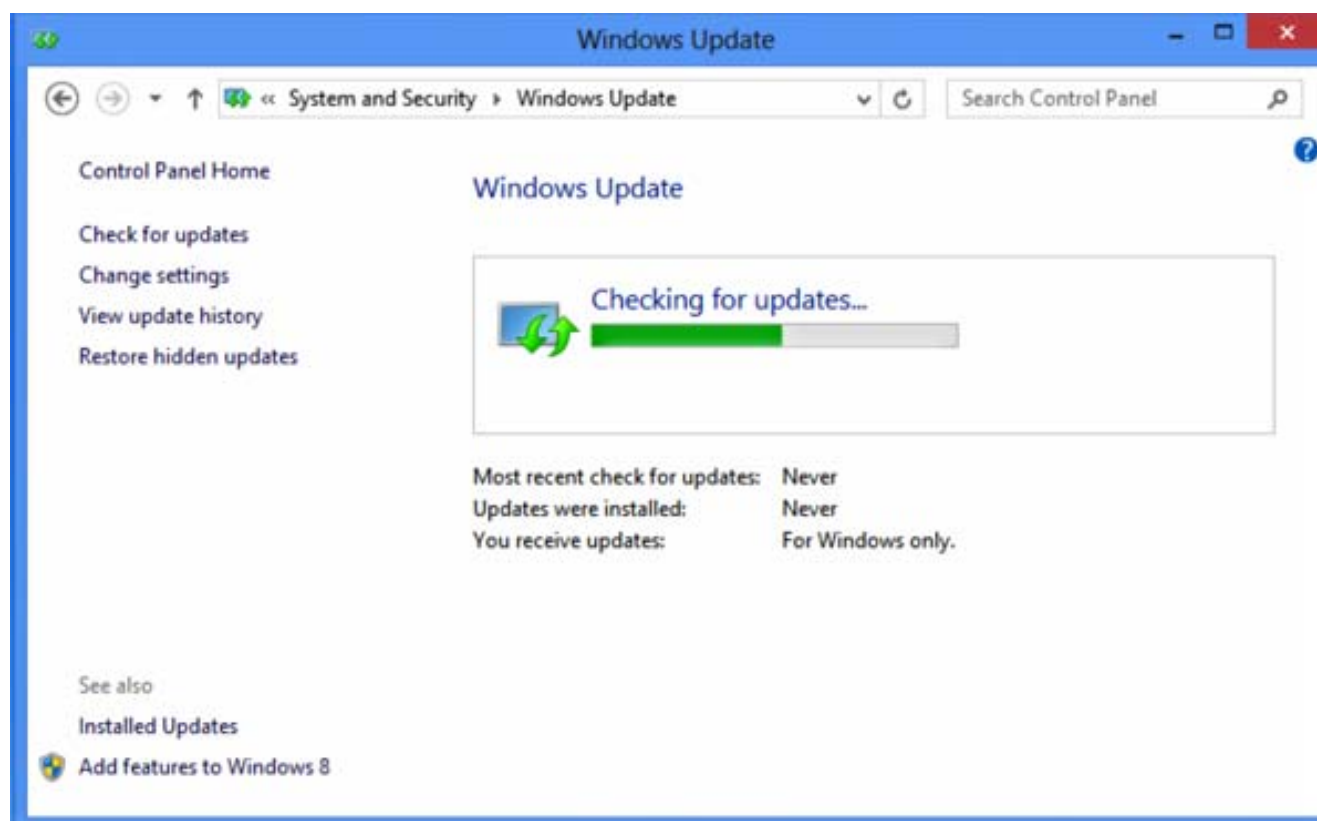 Windows Update
« System and Security ▸ Windows Update
Search Control Panel
Control Panel Home
Check for updates
Change settings
View update history
Restore hidden updates
Windows Update
Checking for updates...
Most recent check for updates: Never
Updates were installed: Never
You receive updates: For Windows only.
See also
Installed Updates
Add features to Windows 8